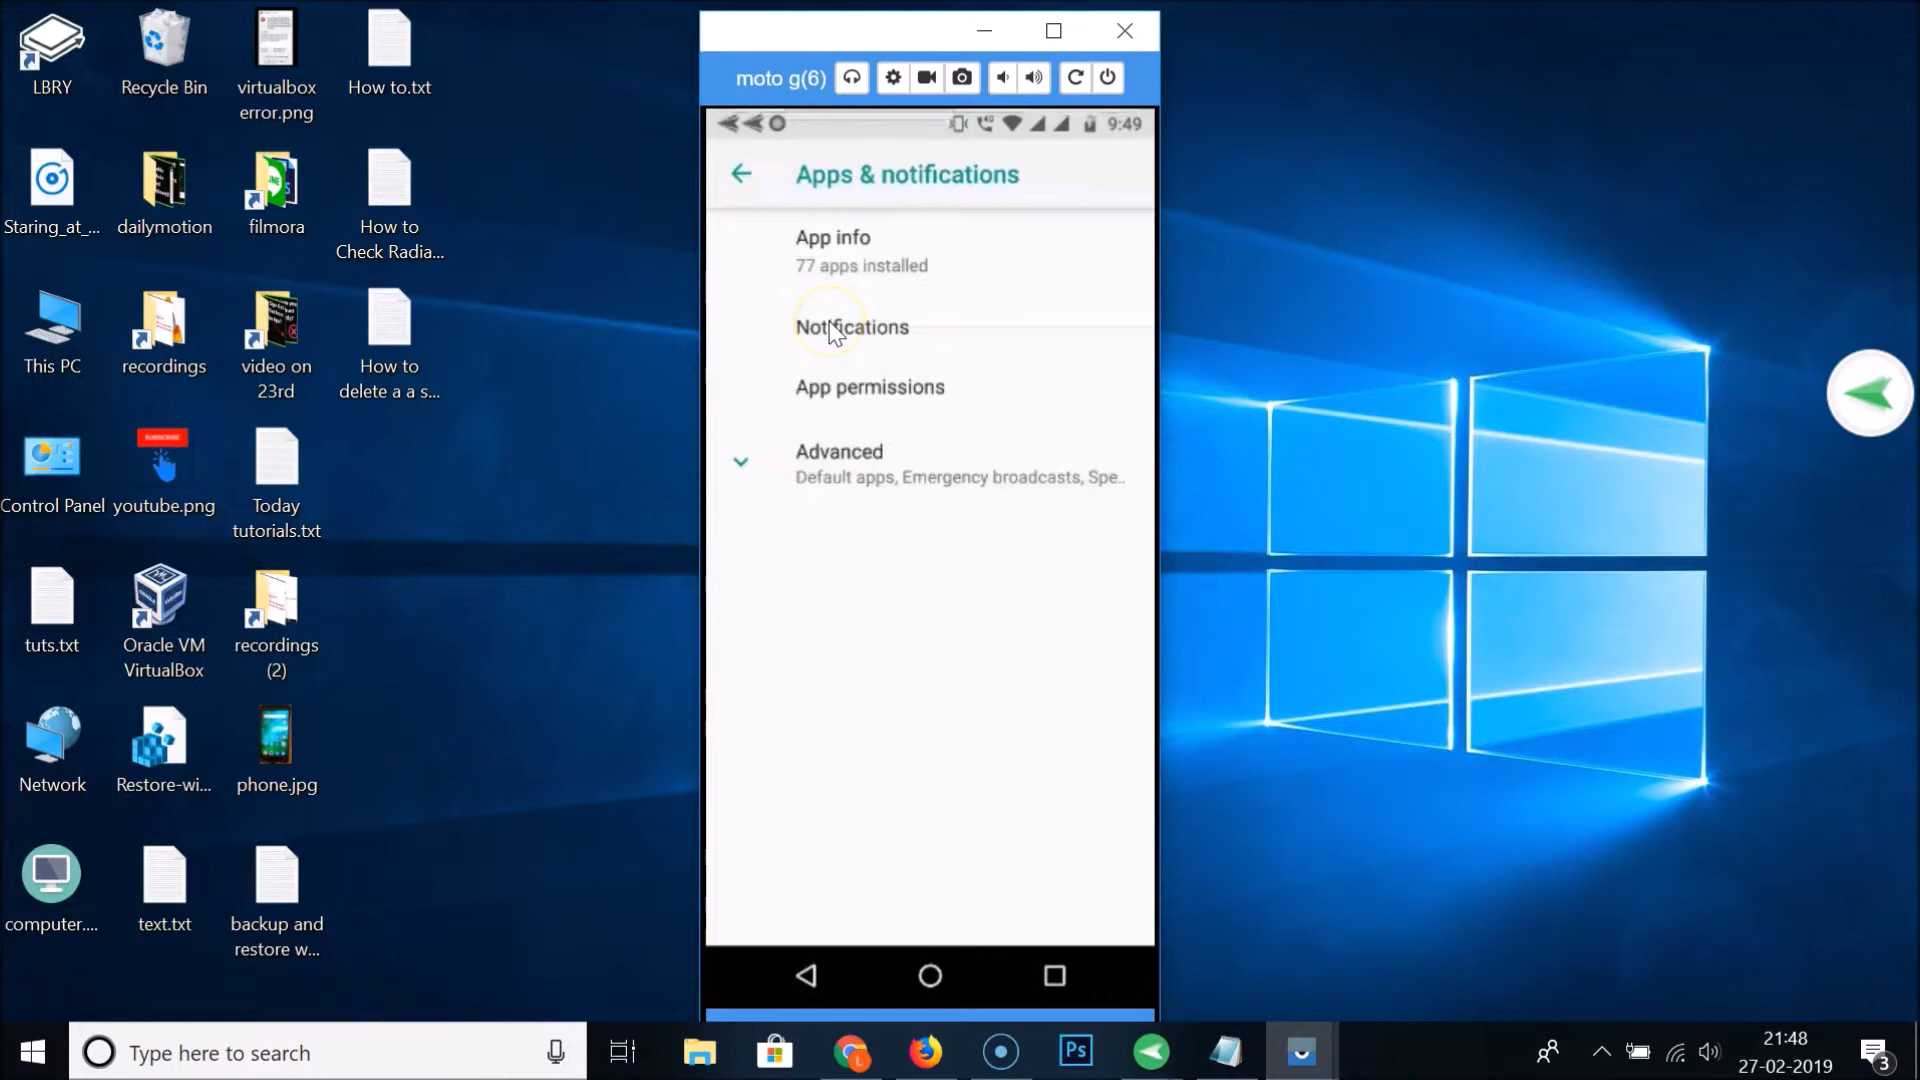 LBRY
Recycle Bin
virtualbox
error.png
How to.txt
Staring_at_...
dailymotion
filmora
How to
Check Radia...
This PC
recordings
video on
23rd
How to
delete a a s...
Control Panel
SUBSCRIBE
youtube.png
Today
tutorials.txt
tuts.txt
Oracle VM
VirtualBox
recordings
(2)
Network
Restore-wi...
phone.jpg
computer....
text.txt
backup and
restore w...
moto g(6)
9:49
Apps & notifications
App info
77 apps installed
Notifications
App permissions
Advanced
Default apps, Emergency broadcasts, Spe..
Type here to search
Ps
21:48
27-02-2019
3